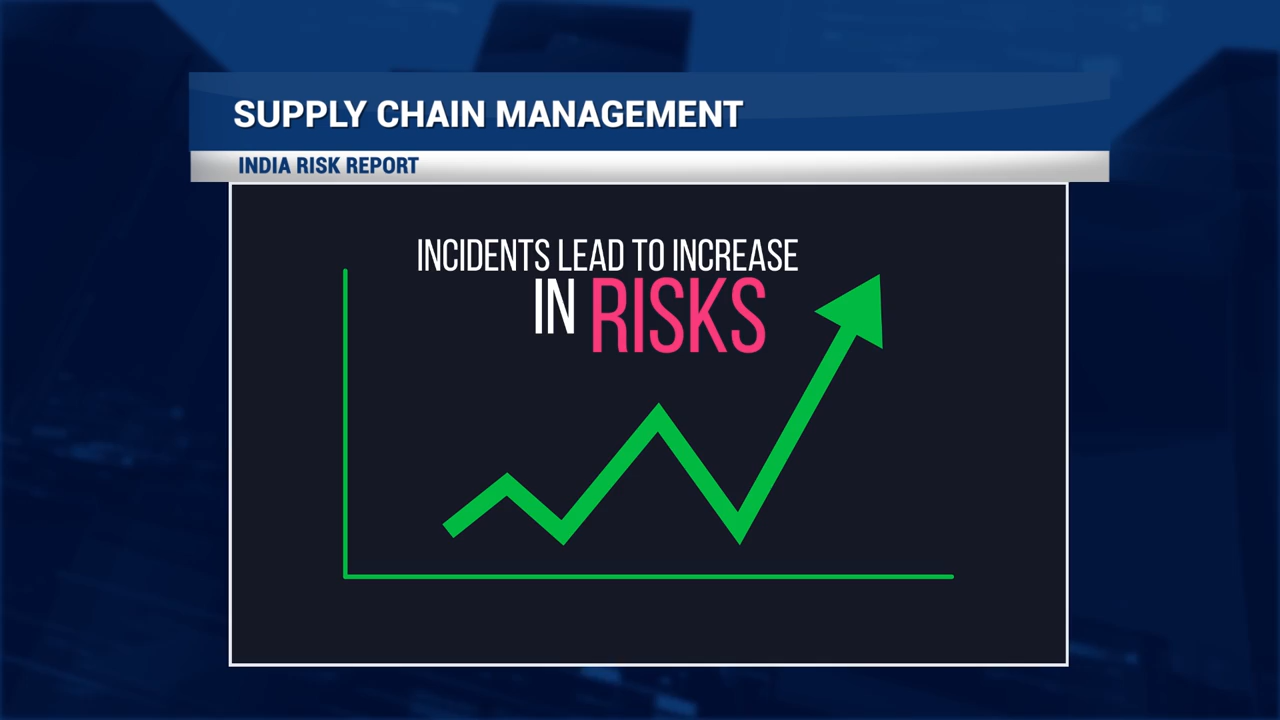 SUPPLY CHAIN MANAGEMENT
INDIA RISK REPORT
INCIDENTS LEAD TO INCREASE
IN RISKS